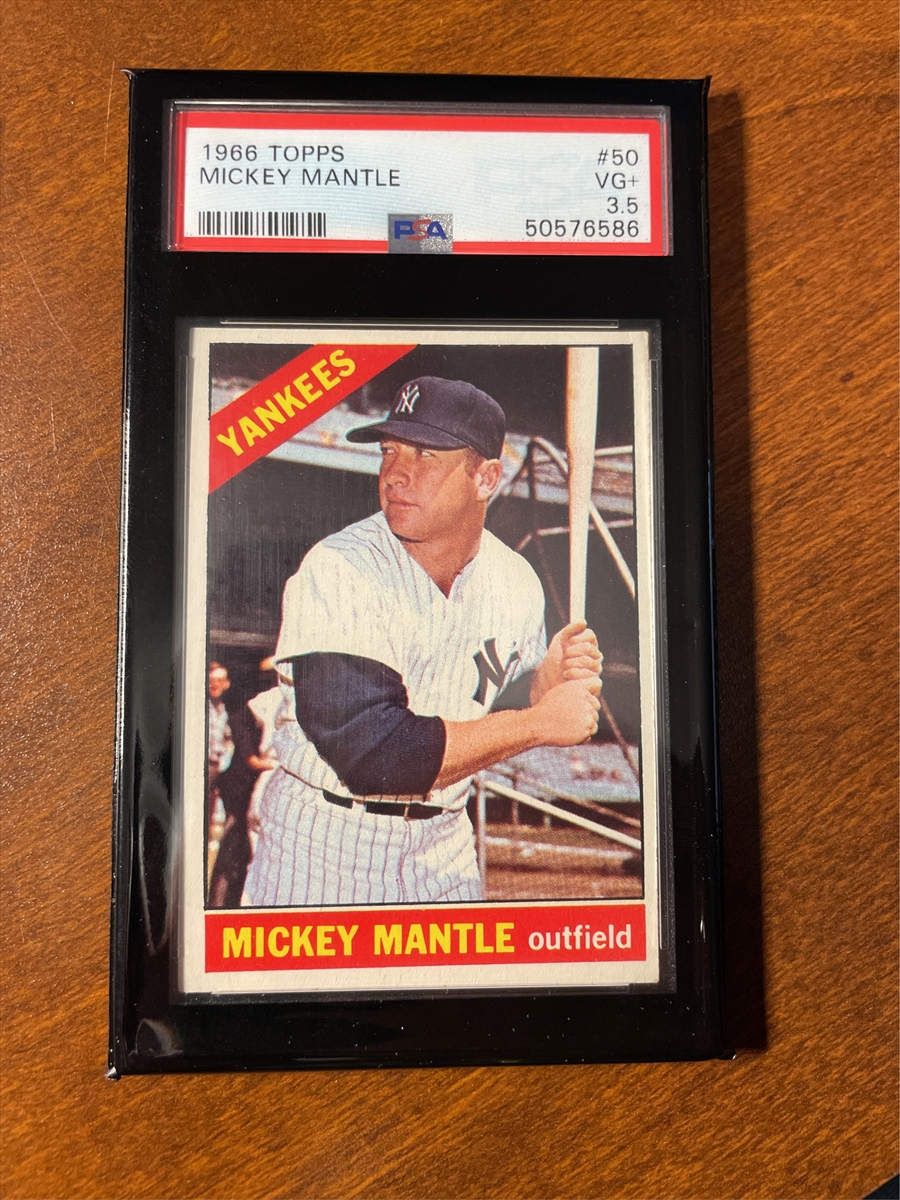 1966 TOPPS
MICKEY MANTLE
#50
VG+
3.5
50576586
PSA
YANKEES
NY
NY
MICKEY MANTLE outfield